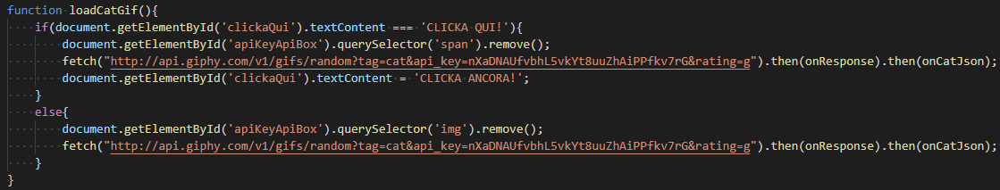 function loadCatGif(){
    if(document.getElementById('clickaQui').textContent === 'CLICKA QUI!'){
        document.getElementById('apiKeyApiBox').querySelector('span').remove();
        fetch("http://api.giphy.com/v1/gifs/random?tag=cat&api_key=nXaDNAUfvbhL5vkYt8uuZhAiPPfkv7rG&rating=g").then(onResponse).then(onCatJson);
        document.getElementById('clickaQui').textContent = 'CLICKA ANCORA!';
    }
    else{
        document.getElementById('apiKeyApiBox').querySelector('img').remove();
        fetch("http://api.giphy.com/v1/gifs/random?tag=cat&api_key=nXaDNAUfvbhL5vkYt8uuZhAiPPfkv7rG&rating=g").then(onResponse).then(onCatJson);
    }
}